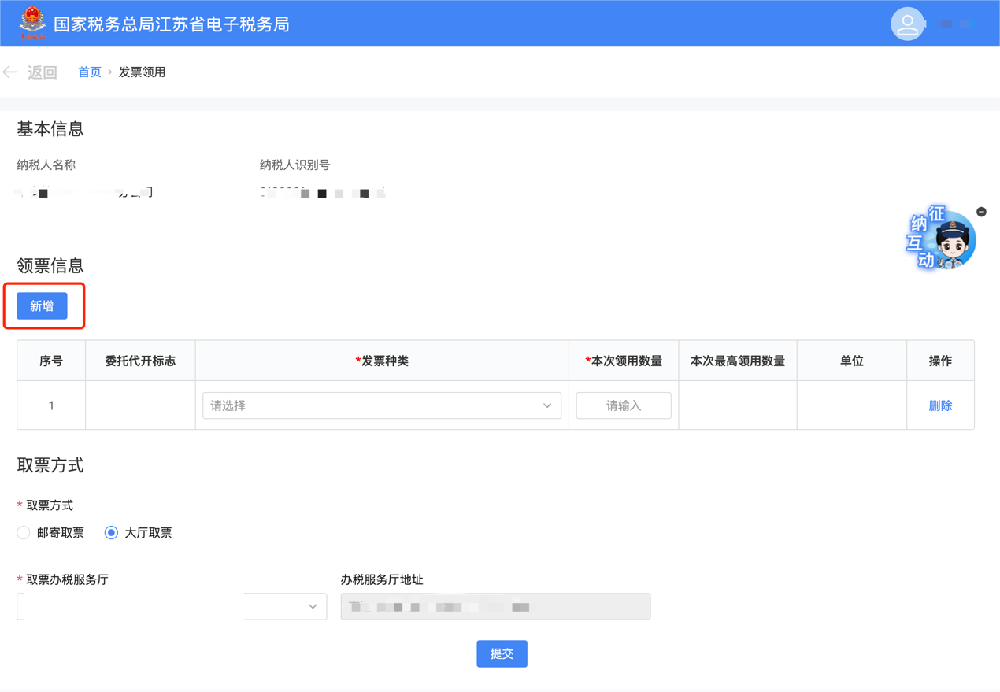 国家税务总局江苏省电子税务局
返回 首页 › 发票领用
基本信息
纳税人名称 纳税人识别号
领票信息
征纳互动
新增
序号 委托代开标志 *发票种类 *本次领用数量 本次最高领用数量 单位 操作
1 请选择 请输入 删除
取票方式
* 取票方式
邮寄取票 大厅取票
* 取票办税服务厅 办税服务厅地址
提交